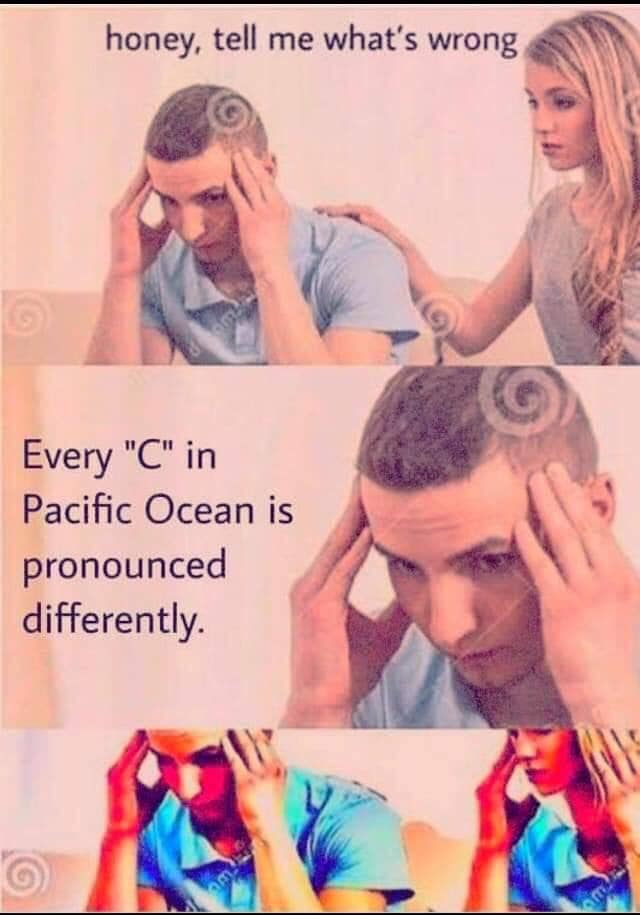 honey, tell me what's wrong
Every "C" in
Pacific Ocean is
pronounced
differently.